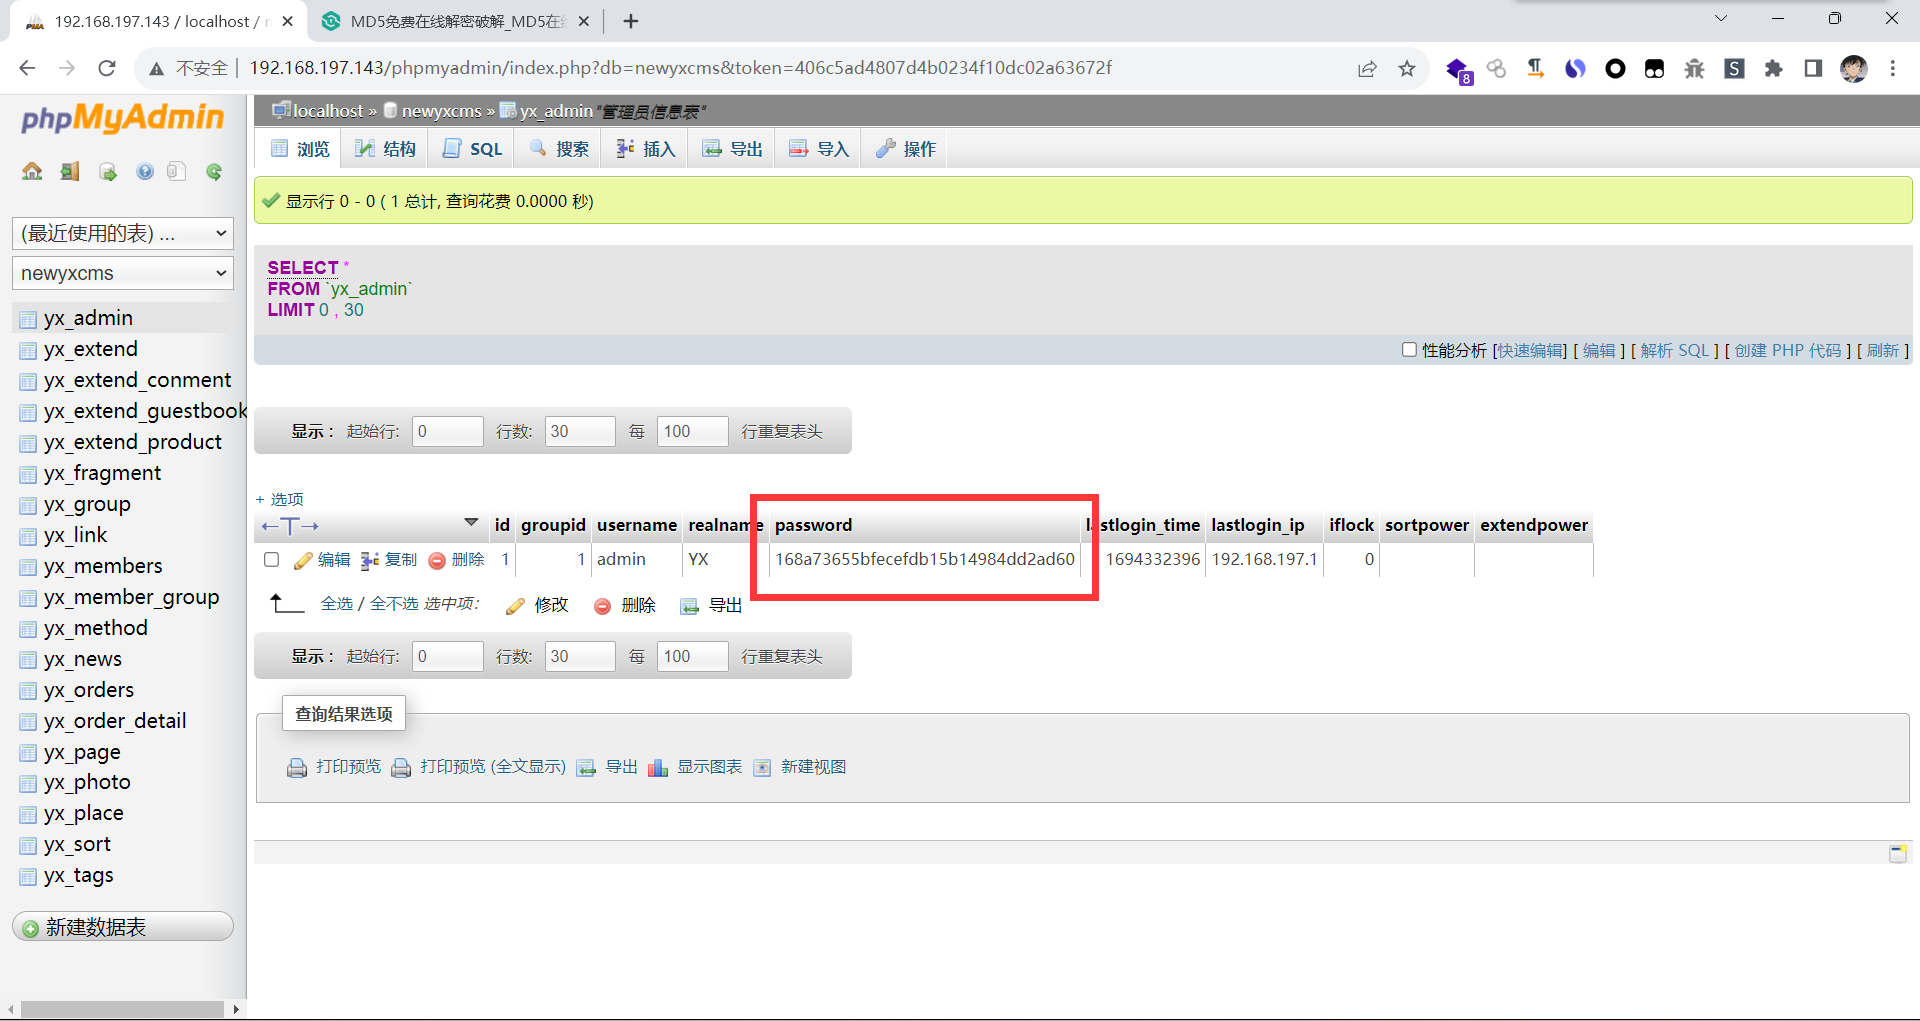 192.168.197.143 / localhost / n
MD5免费在线解密破解_MD5在线
不安全
192.168.197.143/phpmyadmin/index.php?db=newyxcms&token=406c5ad4807d4b0234f10dc02a63672f
8
phpMyAdmin
(最近使用的表) ...
newyxcms
yx_admin
yx_extend
yx_extend_conment
yx_extend_guestbook
yx_extend_product
yx_fragment
yx_group
yx_link
yx_members
yx_member_group
yx_method
yx_news
yx_orders
yx_order_detail
yx_page
yx_photo
yx_place
yx_sort
yx_tags
新建数据表
localhost » newyxcms » yx_admin "管理员信息表"
浏览 结构 SQL 搜索 插入 导出 导入 操作
显示行 0 - 0 ( 1 总计, 查询花费 0.0000 秒)
SELECT *
FROM `yx_admin`
LIMIT 0 , 30
性能分析 [快速编辑] [ 编辑 ] [ 解析 SQL ] [ 创建 PHP 代码 ] [ 刷新 ]
显示 : 起始行: 0 行数: 30 每 100 行重复表头
+ 选项
←T→ id groupid username realname password lastlogin_time lastlogin_ip iflock sortpower extendpower
编辑 复制 删除 1 1 admin YX 168a73655bfecefdb15b14984dd2ad60 1694332396 192.168.197.1 0
全选 / 全不选 选中项: 修改 删除 导出
显示 : 起始行: 0 行数: 30 每 100 行重复表头
查询结果选项
打印预览 打印预览 (全文显示) 导出 显示图表 新建视图